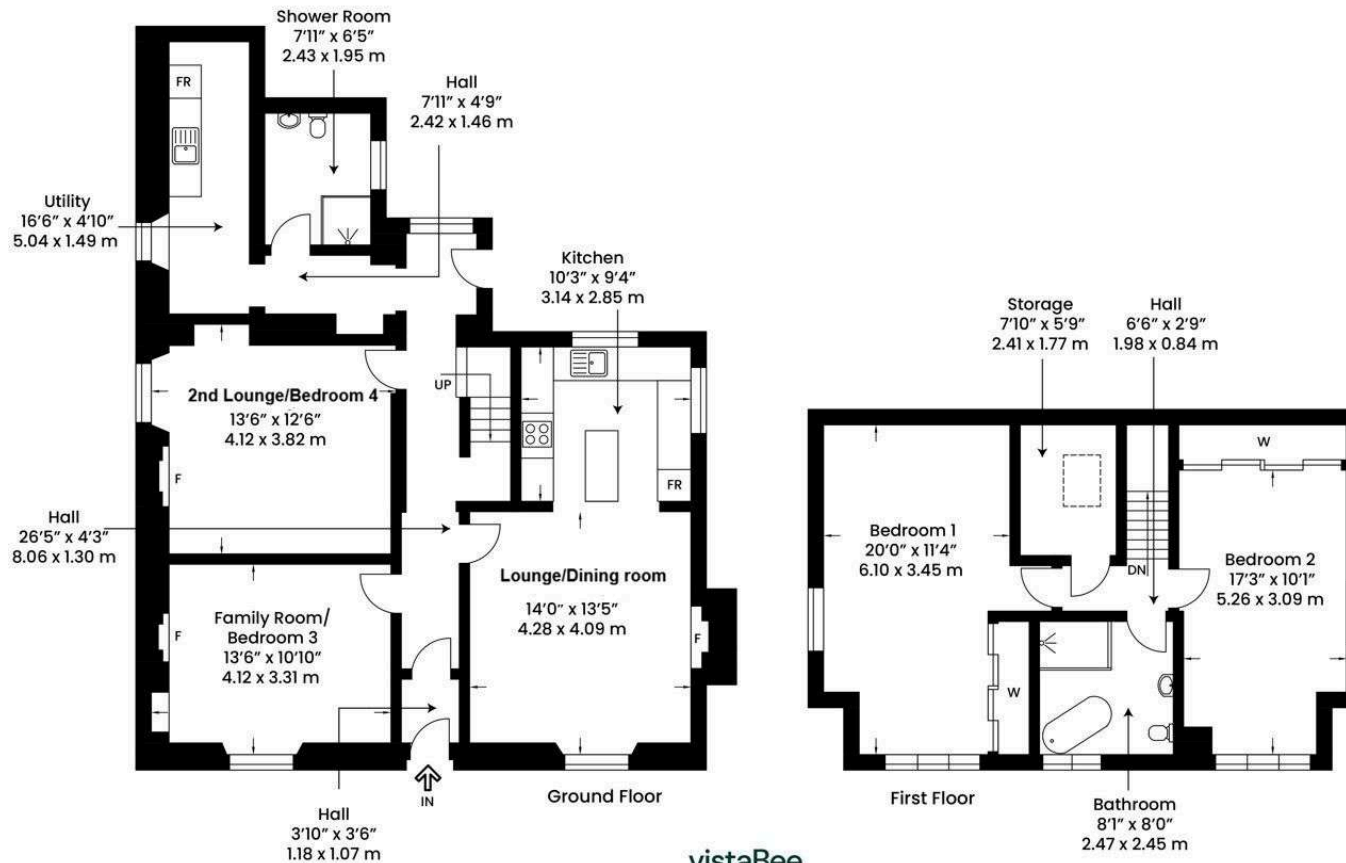 Shower Room
7'11" x 6'5"
2.43 x 1.95 m
Hall
7'11" x 4'9"
2.42 x 1.46 m
FR
Utility
16'6" x 4'10"
5.04 x 1.49 m
Kitchen
10'3" x 9'4"
3.14 x 2.85 m
UP
2nd Lounge/Bedroom 4
13'6" x 12'6"
4.12 x 3.82 m
F
FR
Hall
26'5" x 4'3"
8.06 x 1.30 m
Lounge/Dining room
14'0" x 13'5"
4.28 x 4.09 m
F
Family Room/
Bedroom 3
13'6" x 10'10"
4.12 x 3.31 m
F
IN
Ground Floor
Hall
3'10" x 3'6"
1.18 x 1.07 m
Storage
7'10" x 5'9"
2.41 x 1.77 m
Hall
6'6" x 2'9"
1.98 x 0.84 m
W
Bedroom 1
20'0" x 11'4"
6.10 x 3.45 m
DN
Bedroom 2
17'3" x 10'1"
5.26 x 3.09 m
W
First Floor
Bathroom
8'1" x 8'0"
2.47 x 2.45 m
vistaBee